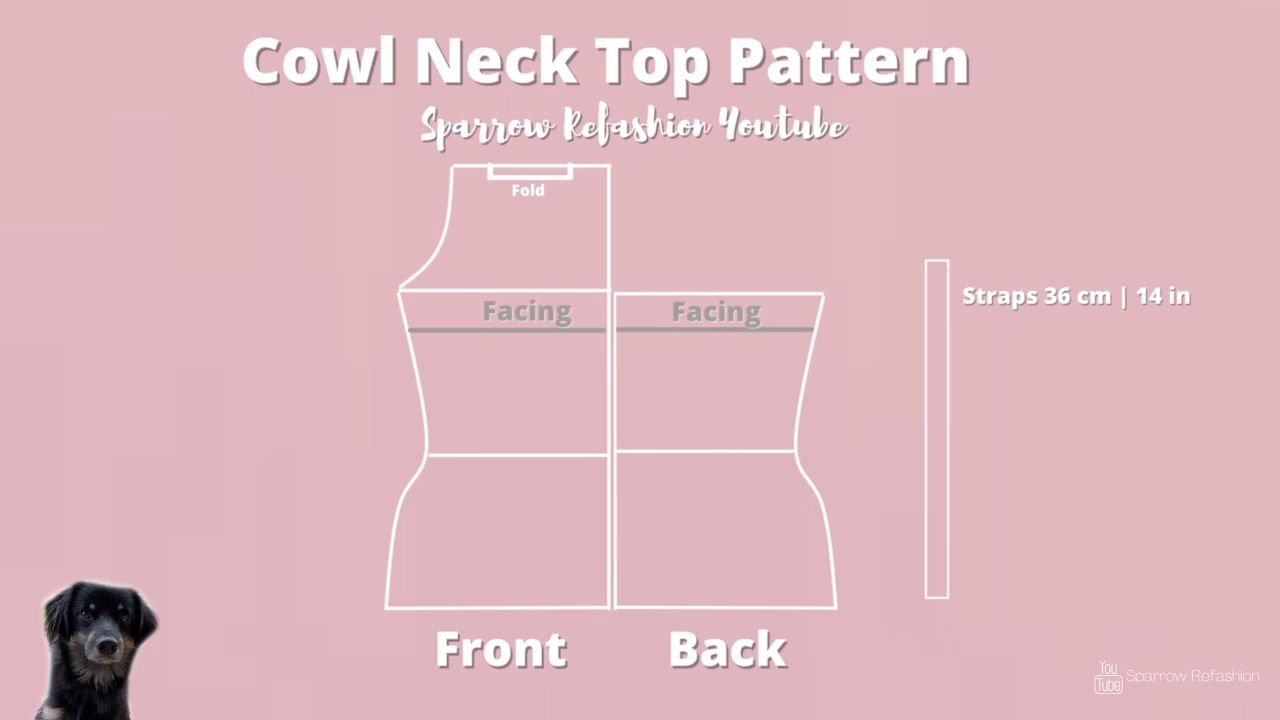 Cowl Neck Top Pattern
Sparrow Refashion Youtube
Fold
Facing
Facing
Straps 36 cm | 14 in
Front
Back
You
Tube
Sparrow Refashion